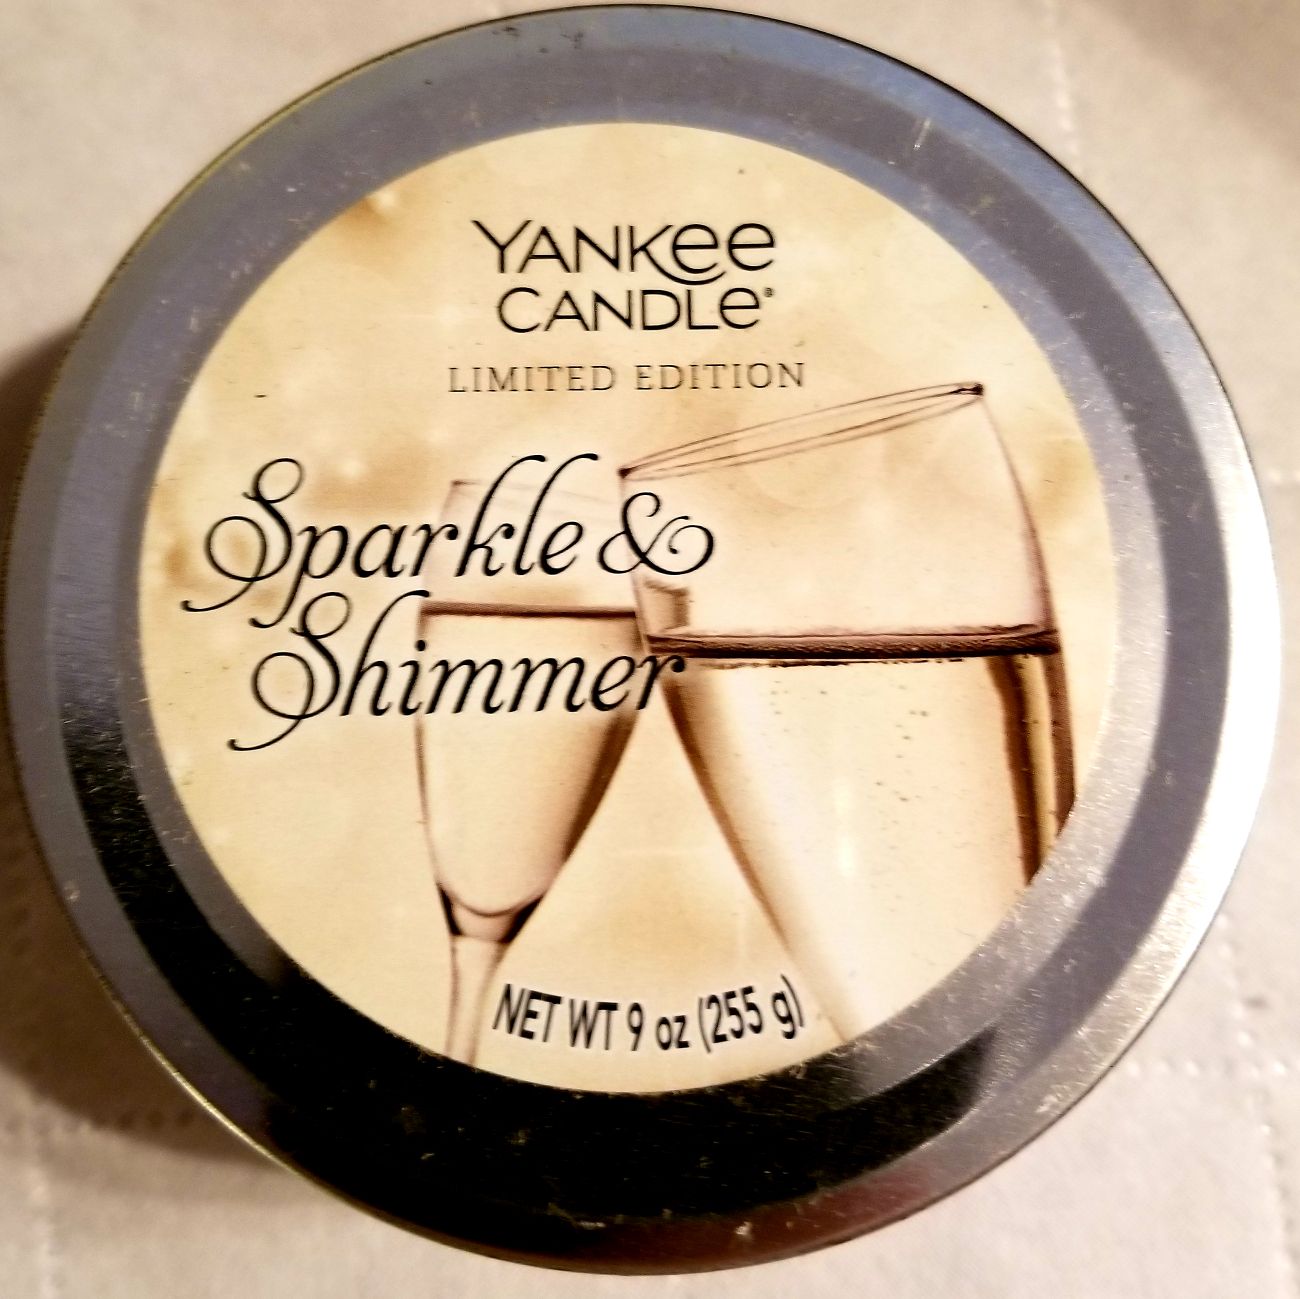 YANKEE
CANDLE®
LIMITED EDITION
Sparkle &
Shimmer
NET WT 9 oz (255 g)